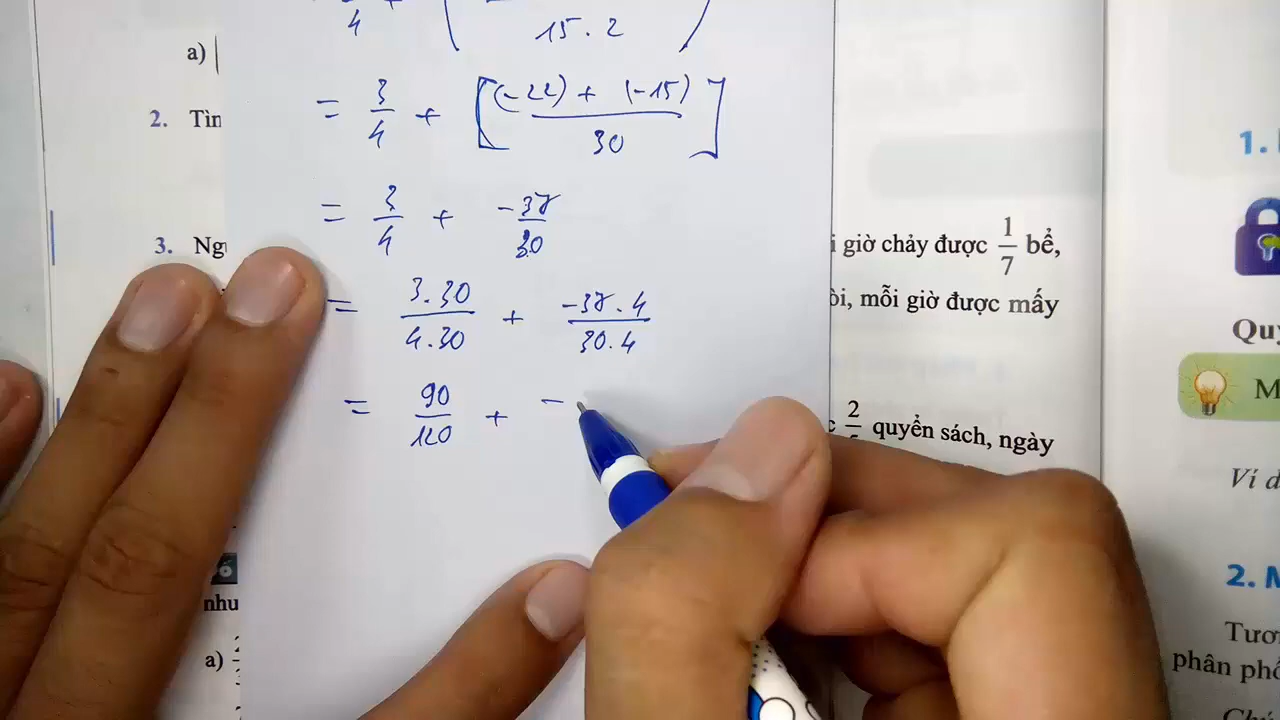 4
15 . 2
a)
= 3/4 + [(-22) + (-15) / 30]
2. Tìn
1.
= 3/4 + -37/30
3.
i giờ chảy được 1/7 bể,
òi, mỗi giờ được mấy
= 3.30/4.30 + -37.4/30.4
Quy
M
= 90/120 + -
2
quyển sách, ngày
Ví d
2. M
nhu
Tươ
a)
phân phố